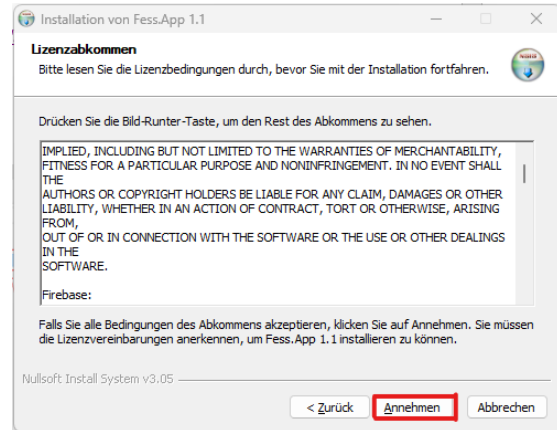 Installation von Fess.App 1.1
Lizenzabkommen
Bitte lesen Sie die Lizenzbedingungen durch, bevor Sie mit der Installation fortfahren.
Drücken Sie die Bild-Runter-Taste, um den Rest des Abkommens zu sehen.
IMPLIED, INCLUDING BUT NOT LIMITED TO THE WARRANTIES OF MERCHANTABILITY,
FITNESS FOR A PARTICULAR PURPOSE AND NONINFRINGEMENT. IN NO EVENT SHALL
THE
AUTHORS OR COPYRIGHT HOLDERS BE LIABLE FOR ANY CLAIM, DAMAGES OR OTHER
LIABILITY, WHETHER IN AN ACTION OF CONTRACT, TORT OR OTHERWISE, ARISING
FROM,
OUT OF OR IN CONNECTION WITH THE SOFTWARE OR THE USE OR OTHER DEALINGS
IN THE
SOFTWARE.
Firebase:
Falls Sie alle Bedingungen des Abkommens akzeptieren, klicken Sie auf Annehmen. Sie müssen
die Lizenzvereinbarungen anerkennen, um Fess.App 1.1 installieren zu können.
Nullsoft Install System v3.05
< Zurück
Annehmen
Abbrechen